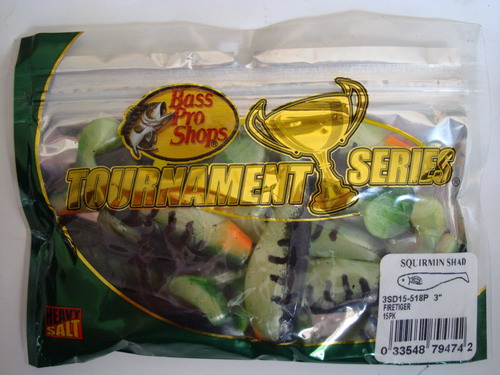 Bass
Pro
Shops
TOURNAMENT SERIES
SQUIRMIN SHAD
3SD15-518P 3"
FIRETIGER
15PK
HEAVY
SALT
0 33548 79474 2